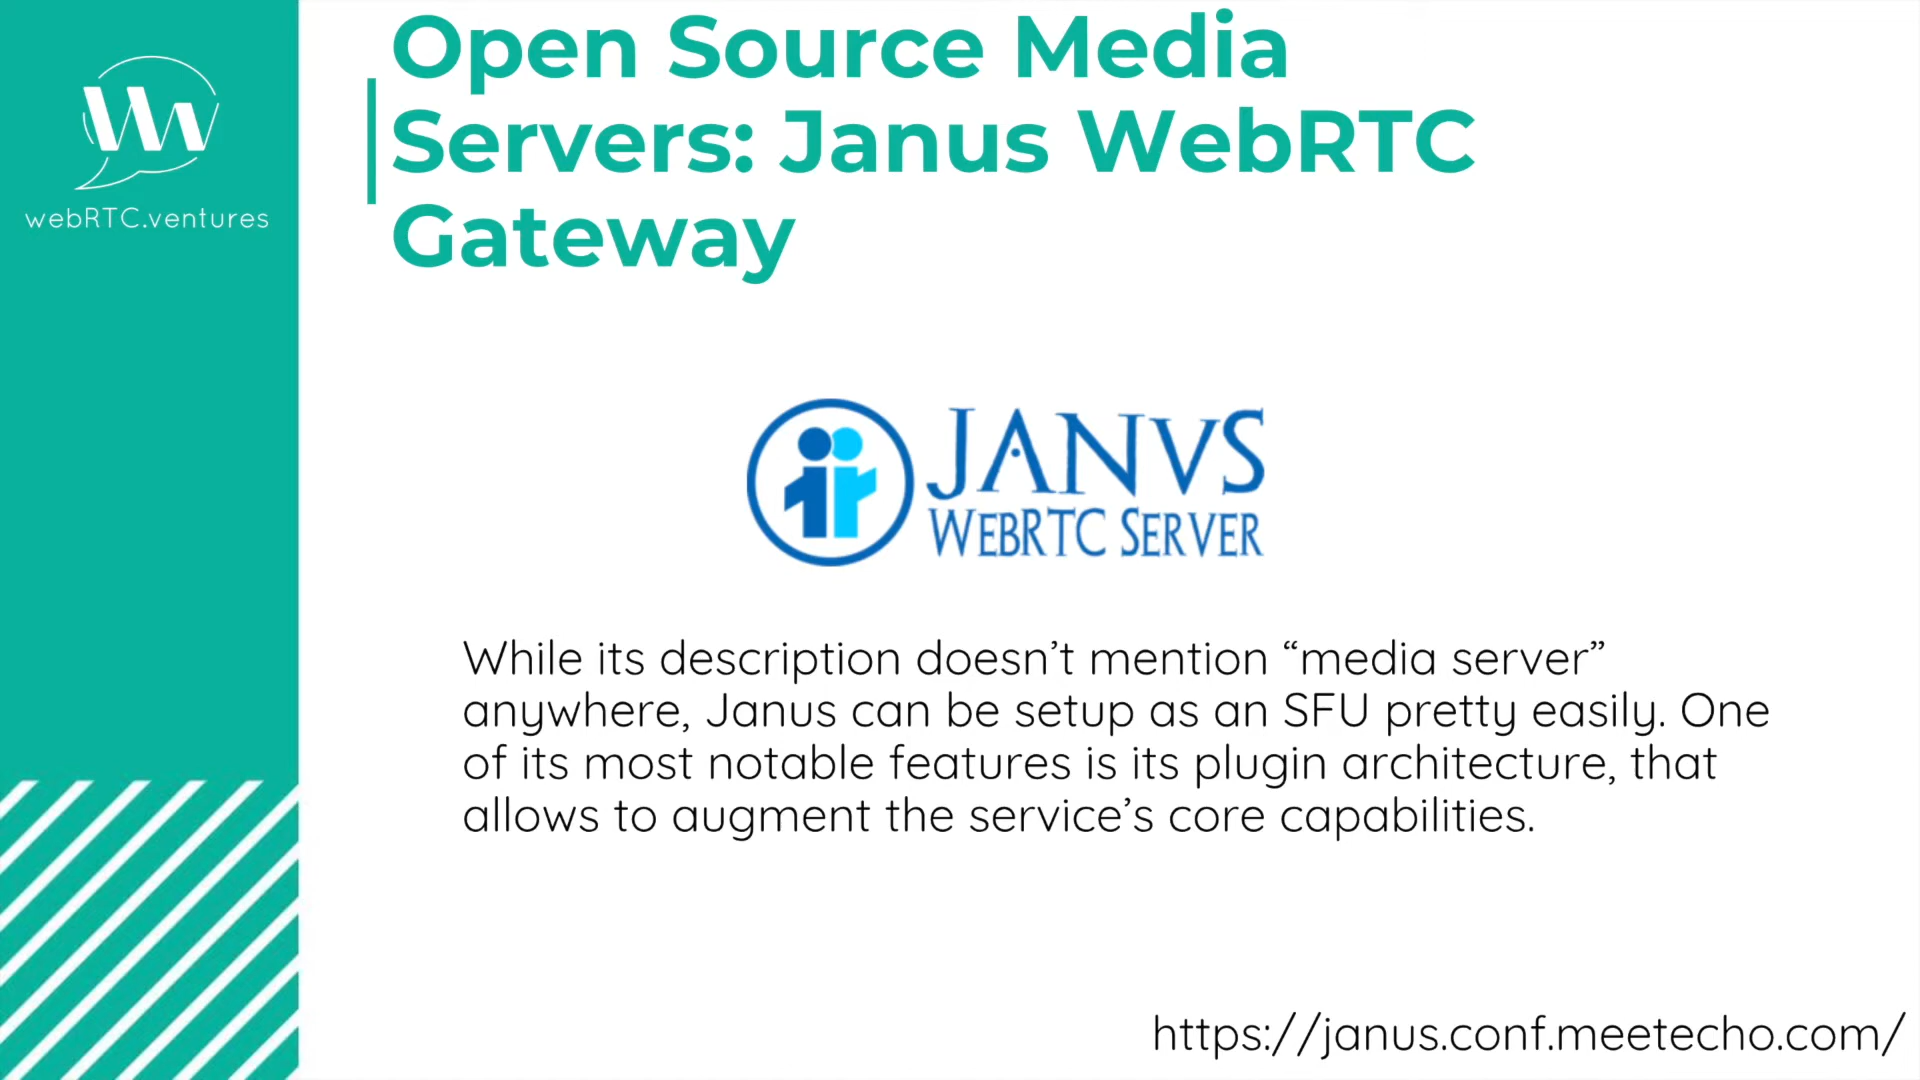 webRTC.ventures
Open Source Media
Servers: Janus WebRTC
Gateway
JANVS
WEBRTC SERVER
While its description doesn’t mention “media server”
anywhere, Janus can be setup as an SFU pretty easily. One
of its most notable features is its plugin architecture, that
allows to augment the service’s core capabilities.
https://janus.conf.meetecho.com/